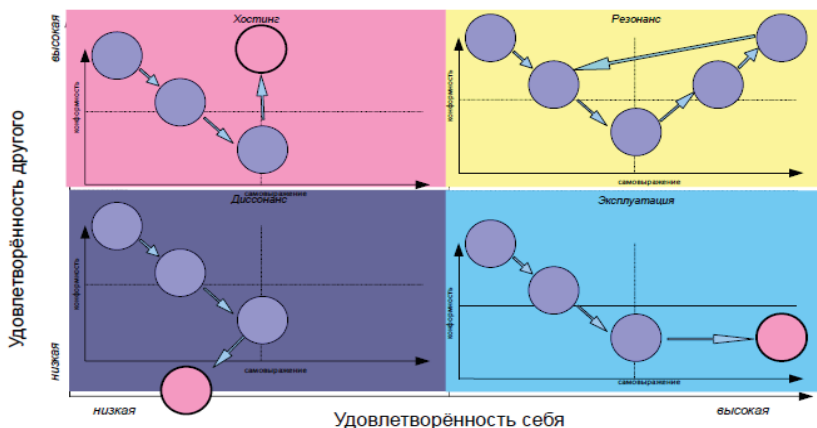 высокая
Хостинг
Резонанс
конформность
конформность
самовыражение
самовыражение
Удовлетворённость другого
Диссонанс
Эксплуатация
конформность
конформность
низкая
самовыражение
самовыражение
низкая
Удовлетворённость себя
высокая